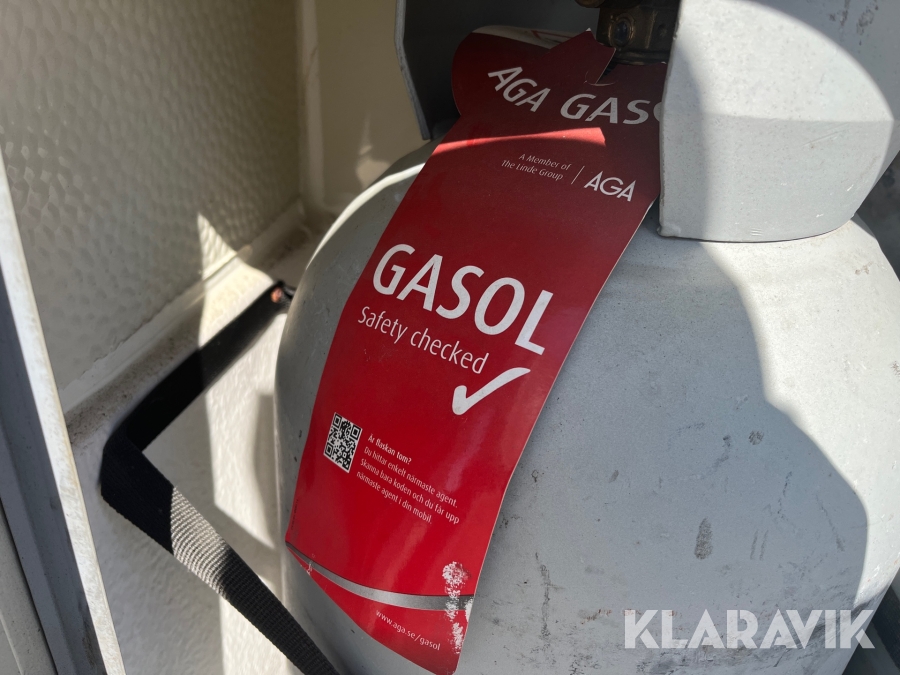 AGA GASO
A Member of
The Linde Group
AGA
GASOL
Safety checked
Är flaskan tom?
Du hittar enkelt närmaste agent.
Skanna bara koden och du får upp
närmaste agent i din mobil.
www.aga.se/gasol
KLARAVIK